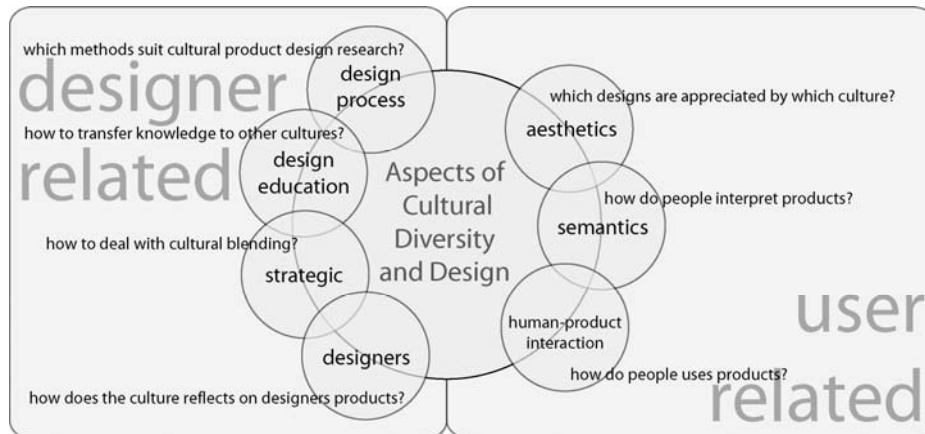 which methods suit cultural product design research?
designer
related
design
process
how to transfer knowledge to other cultures?
design
education
how to deal with cultural blending?
strategic
designers
how does the culture reflects on designers products?
Aspects of
Cultural
Diversity
and Design
which designs are appreciated by which culture?
aesthetics
how do people interpret products?
semantics
human-product
interaction
how do people uses products?
user
related